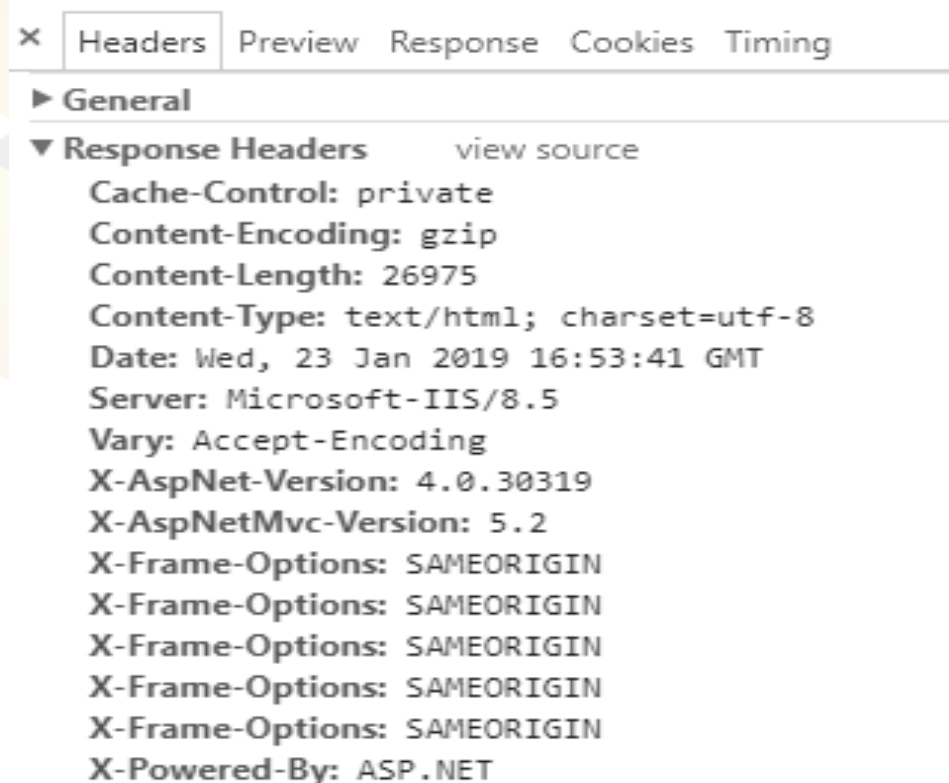 × Headers Preview Response Cookies Timing
▶ General
▼ Response Headers view source
Cache-Control: private
Content-Encoding: gzip
Content-Length: 26975
Content-Type: text/html; charset=utf-8
Date: Wed, 23 Jan 2019 16:53:41 GMT
Server: Microsoft-IIS/8.5
Vary: Accept-Encoding
X-AspNet-Version: 4.0.30319
X-AspNetMvc-Version: 5.2
X-Frame-Options: SAMEORIGIN
X-Frame-Options: SAMEORIGIN
X-Frame-Options: SAMEORIGIN
X-Frame-Options: SAMEORIGIN
X-Frame-Options: SAMEORIGIN
X-Powered-By: ASP.NET